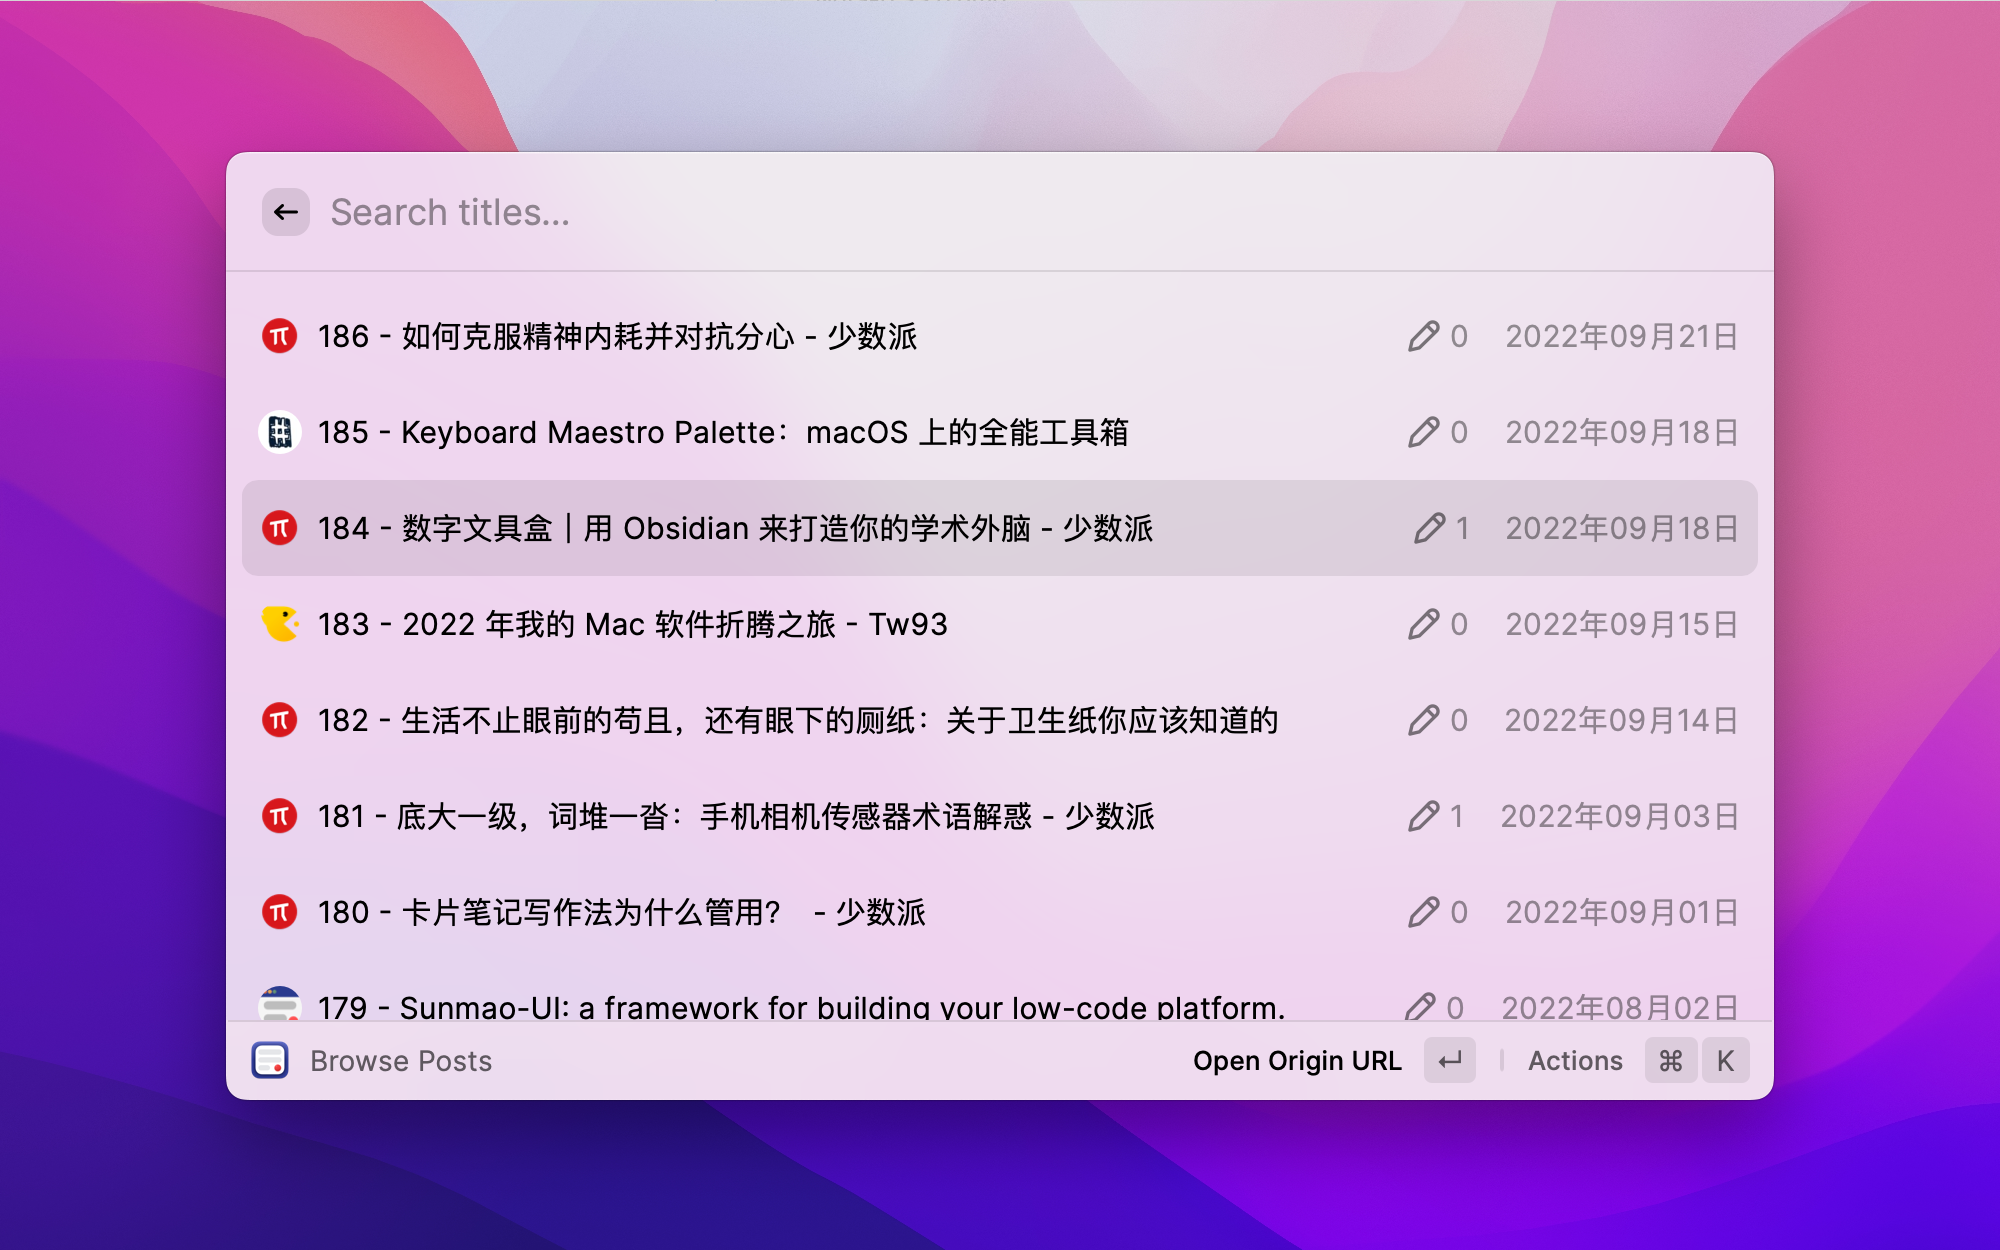 Search titles...
186 - 如何克服精神内耗并对抗分心 - 少数派 0 2022年09月21日
185 - Keyboard Maestro Palette：macOS 上的全能工具箱 0 2022年09月18日
184 - 数字文具盒｜用 Obsidian 来打造你的学术外脑 - 少数派 1 2022年09月18日
183 - 2022 年我的 Mac 软件折腾之旅 - Tw93 0 2022年09月15日
182 - 生活不止眼前的苟且，还有眼下的厕纸：关于卫生纸你应该知道的 0 2022年09月14日
181 - 底大一级，词堆一沓：手机相机传感器术语解惑 - 少数派 1 2022年09月03日
180 - 卡片笔记写作法为什么管用？ - 少数派 0 2022年09月01日
179 - Sunmao-UI: a framework for building your low-code platform. 0 2022年08月02日
Browse Posts Open Origin URL ↵ Actions ⌘ K